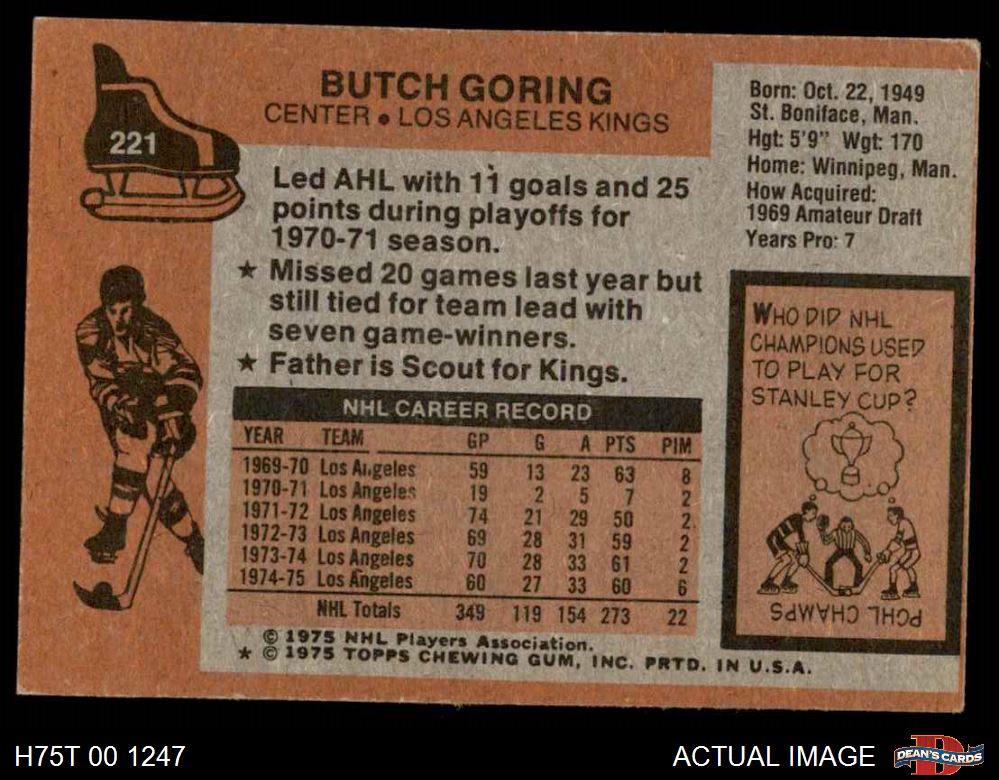 221
BUTCH GORING
CENTER • LOS ANGELES KINGS
Led AHL with 11 goals and 25
points during playoffs for
1970-71 season.
★ Missed 20 games last year but
still tied for team lead with
seven game-winners.
★ Father is Scout for Kings.
Born: Oct. 22, 1949
St. Boniface, Man.
Hgt: 5'9" Wgt: 170
Home: Winnipeg, Man.
How Acquired:
1969 Amateur Draft
Years Pro: 7
WHO DID NHL
CHAMPIONS USED
TO PLAY FOR
STANLEY CUP?
PCHL CHAMPS
NHL CAREER RECORD
YEAR TEAM GP G A PTS PIM
1969-70 Los Angeles 59 13 23 63 8
1970-71 Los Angeles 19 2 5 7 2
1971-72 Los Angeles 74 21 29 50 2
1972-73 Los Angeles 69 28 31 59 2
1973-74 Los Angeles 70 28 33 61 2
1974-75 Los Angeles 60 27 33 60 6
NHL Totals 349 119 154 273 22
© 1975 NHL Players Association.
★ © 1975 TOPPS CHEWING GUM, INC. PRTD. IN U.S.A.
H75T 00 1247
ACTUAL IMAGE
D
DEAN'S CARDS